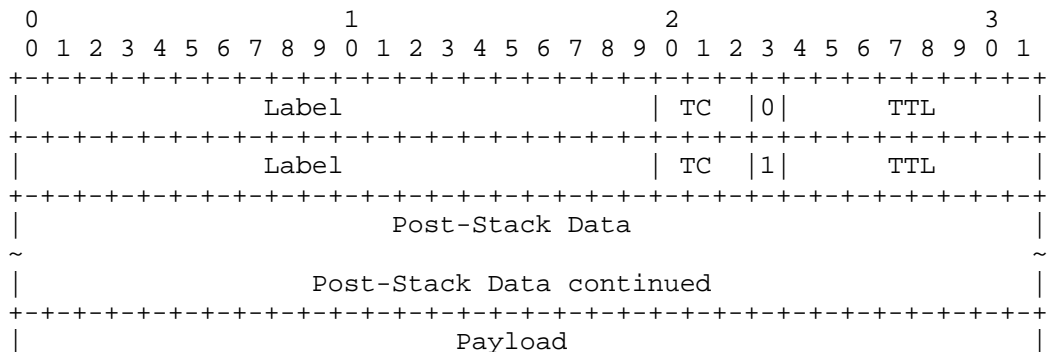 0                   1                   2                   3
 0 1 2 3 4 5 6 7 8 9 0 1 2 3 4 5 6 7 8 9 0 1 2 3 4 5 6 7 8 9 0 1
+-+-+-+-+-+-+-+-+-+-+-+-+-+-+-+-+-+-+-+-+-+-+-+-+-+-+-+-+-+-+-+-+
|               Label                   | TC  |0|      TTL      |
+-+-+-+-+-+-+-+-+-+-+-+-+-+-+-+-+-+-+-+-+-+-+-+-+-+-+-+-+-+-+-+-+
|               Label                   | TC  |1|      TTL      |
+-+-+-+-+-+-+-+-+-+-+-+-+-+-+-+-+-+-+-+-+-+-+-+-+-+-+-+-+-+-+-+-+
|                       Post-Stack Data                         |
~                                                               ~
|                  Post-Stack Data continued                    |
+-+-+-+-+-+-+-+-+-+-+-+-+-+-+-+-+-+-+-+-+-+-+-+-+-+-+-+-+-+-+-+-+
|                           Payload                             |